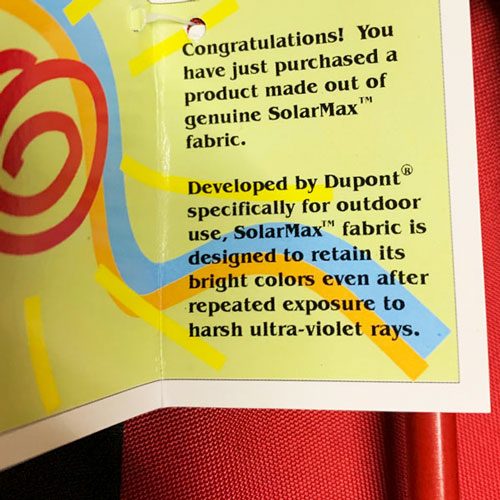 Congratulations! You
have just purchased a
product made out of
genuine SolarMax™
fabric.
Developed by Dupont®
specifically for outdoor
use, SolarMax™ fabric is
designed to retain its
bright colors even after
repeated exposure to
harsh ultra-violet rays.